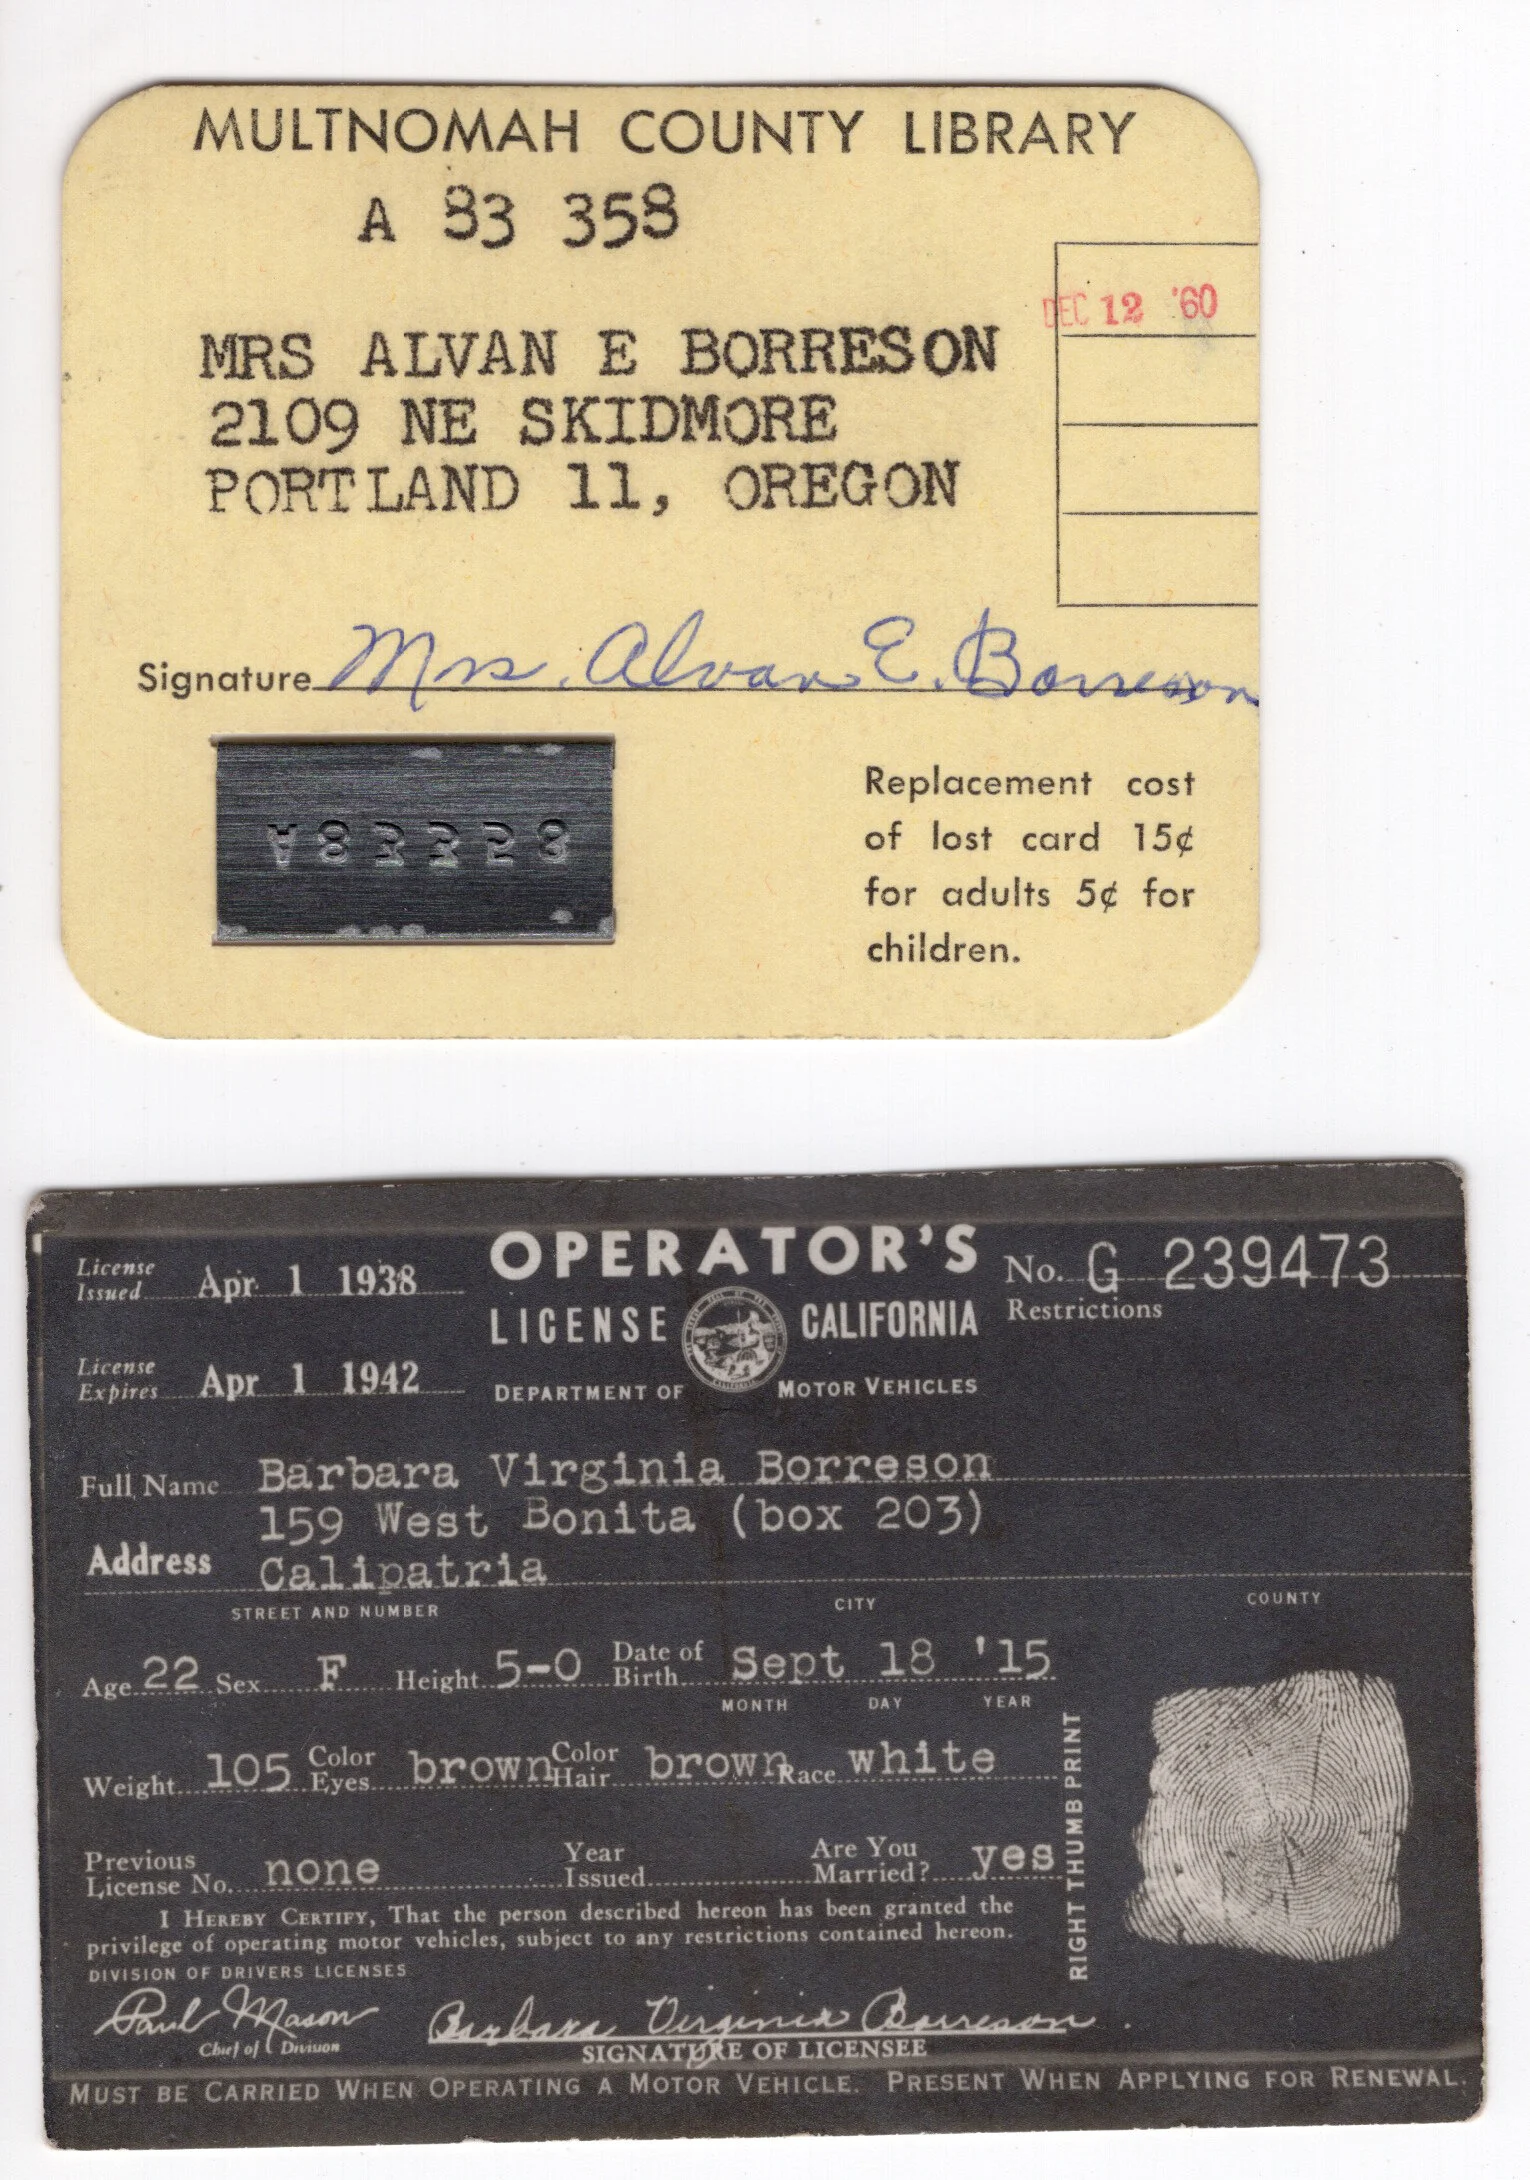 MULTNOMAH COUNTY LIBRARY
A 83 358
DEC 12 '60
MRS ALVAN E BORRESON
2109 NE SKIDMORE
PORTLAND 11, OREGON
Signature Mrs. Alvan E. Borreson
A83358
Replacement cost
of lost card 15¢
for adults 5¢ for
children.
OPERATOR'S
LICENSE CALIFORNIA
DEPARTMENT OF MOTOR VEHICLES
License Issued Apr 1 1938
License Expires Apr 1 1942
No. G 239473
Restrictions
Full Name Barbara Virginia Borreson
159 West Bonita (box 203)
Address Calipatria
STREET AND NUMBER CITY COUNTY
Age 22 Sex F Height 5-0 Date of Birth Sept 18 '15
MONTH DAY YEAR
Weight 105 Color Eyes brown Color Hair brown Race white
Previous License No. none Year Issued Are You Married? yes
RIGHT THUMB PRINT
I HEREBY CERTIFY, That the person described hereon has been granted the
privilege of operating motor vehicles, subject to any restrictions contained hereon.
DIVISION OF DRIVERS LICENSES
Paul Mason Barbara Virginia Borreson
Chief of Division SIGNATURE OF LICENSEE
MUST BE CARRIED WHEN OPERATING A MOTOR VEHICLE. PRESENT WHEN APPLYING FOR RENEWAL.